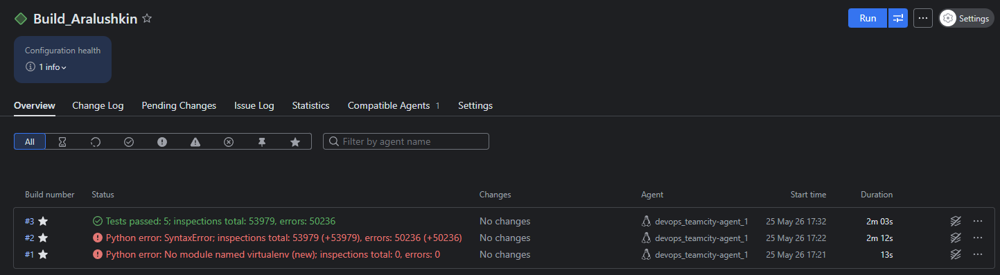 Build_Aralushkin
Run
Settings
Configuration health
1 info
Overview Change Log Pending Changes Issue Log Statistics Compatible Agents 1 Settings
All Filter by agent name
Build number Status Changes Agent Start time Duration
#3 Tests passed: 5; inspections total: 53979, errors: 50236 No changes devops_teamcity-agent_1 25 May 26 17:32 2m 03s
#2 Python error: SyntaxError; inspections total: 53979 (+53979), errors: 50236 (+50236) No changes devops_teamcity-agent_1 25 May 26 17:22 2m 12s
#1 Python error: No module named virtualenv (new); inspections total: 0, errors: 0 No changes devops_teamcity-agent_1 25 May 26 17:21 13s